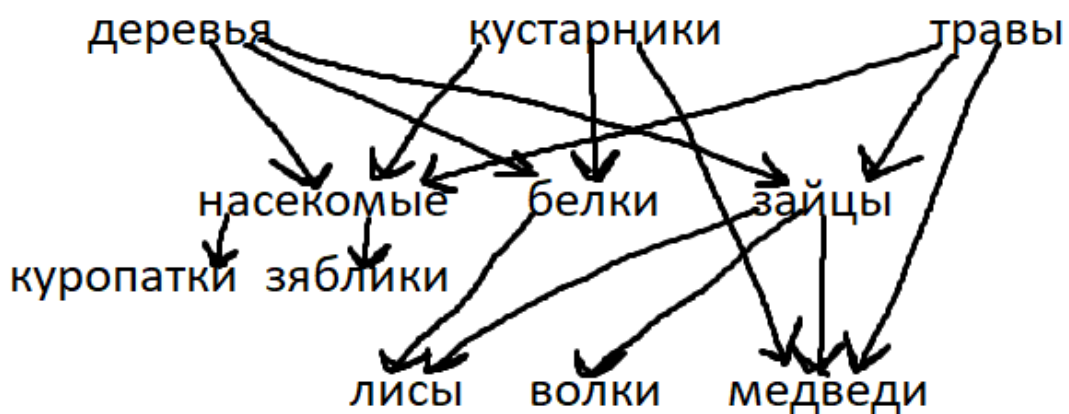 деревья кустарники травы
насекомые белки зайцы
куропатки зяблики
лисы волки медведи